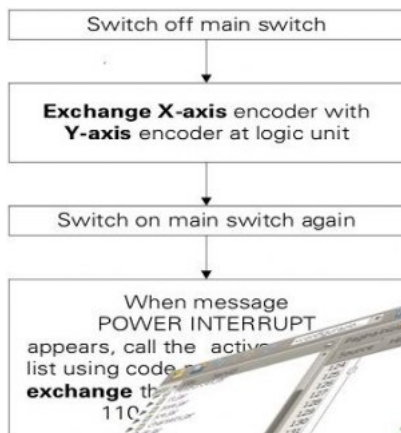 Switch off main switch
Exchange X-axis encoder with
Y-axis encoder at logic unit
Switch on main switch again
When message
POWER INTERRUPT
appears, call the
list using code
exchange
110